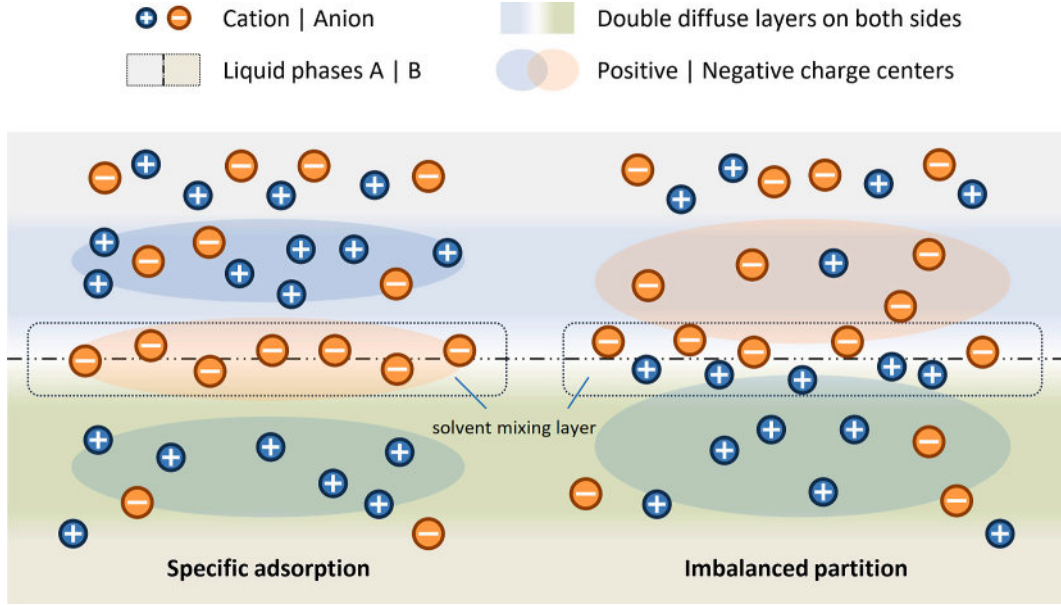 Cation | Anion
Double diffuse layers on both sides
Liquid phases A | B
Positive | Negative charge centers
solvent mixing layer
Specific adsorption
Imbalanced partition